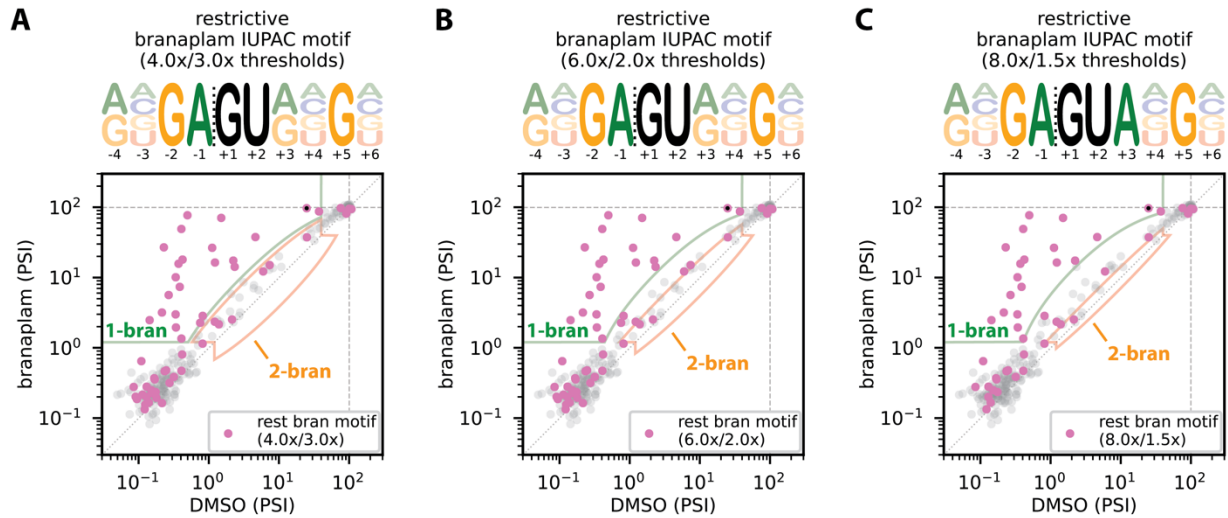 A
restrictive
branaplam IUPAC motif
(4.0x/3.0x thresholds)
A A G A G U A A G A
G C G U C G U C G U
-4 -3 -2 -1 +1 +2 +3 +4 +5 +6
10² 10¹ 10⁰ 10⁻¹
branaplam (PSI)
1-bran
2-bran
rest bran motif
(4.0x/3.0x)
10⁻¹ 10⁰ 10¹ 10²
DMSO (PSI)
B
restrictive
branaplam IUPAC motif
(6.0x/2.0x thresholds)
A A G A G U A A G A
G C G U C G U C G U
-4 -3 -2 -1 +1 +2 +3 +4 +5 +6
10² 10¹ 10⁰ 10⁻¹
branaplam (PSI)
1-bran
2-bran
rest bran motif
(6.0x/2.0x)
10⁻¹ 10⁰ 10¹ 10²
DMSO (PSI)
C
restrictive
branaplam IUPAC motif
(8.0x/1.5x thresholds)
A A G A G U A A G A
G C G U C G U C G U
-4 -3 -2 -1 +1 +2 +3 +4 +5 +6
10² 10¹ 10⁰ 10⁻¹
branaplam (PSI)
1-bran
2-bran
rest bran motif
(8.0x/1.5x)
10⁻¹ 10⁰ 10¹ 10²
DMSO (PSI)